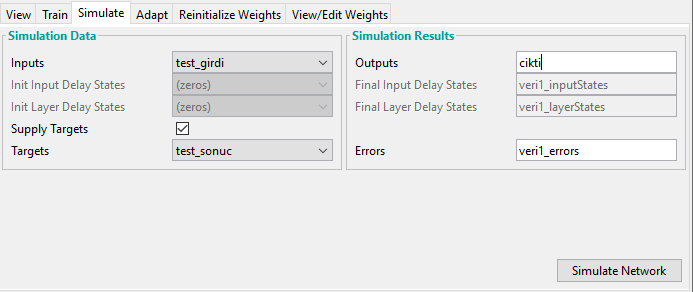 View Train Simulate Adapt Reinitialize Weights View/Edit Weights
Simulation Data
Inputs test_girdi
Init Input Delay States (zeros)
Init Layer Delay States (zeros)
Supply Targets
Targets test_sonuc
Simulation Results
Outputs cikti
Final Input Delay States veri1_inputStates
Final Layer Delay States veri1_layerStates
Errors veri1_errors
Simulate Network